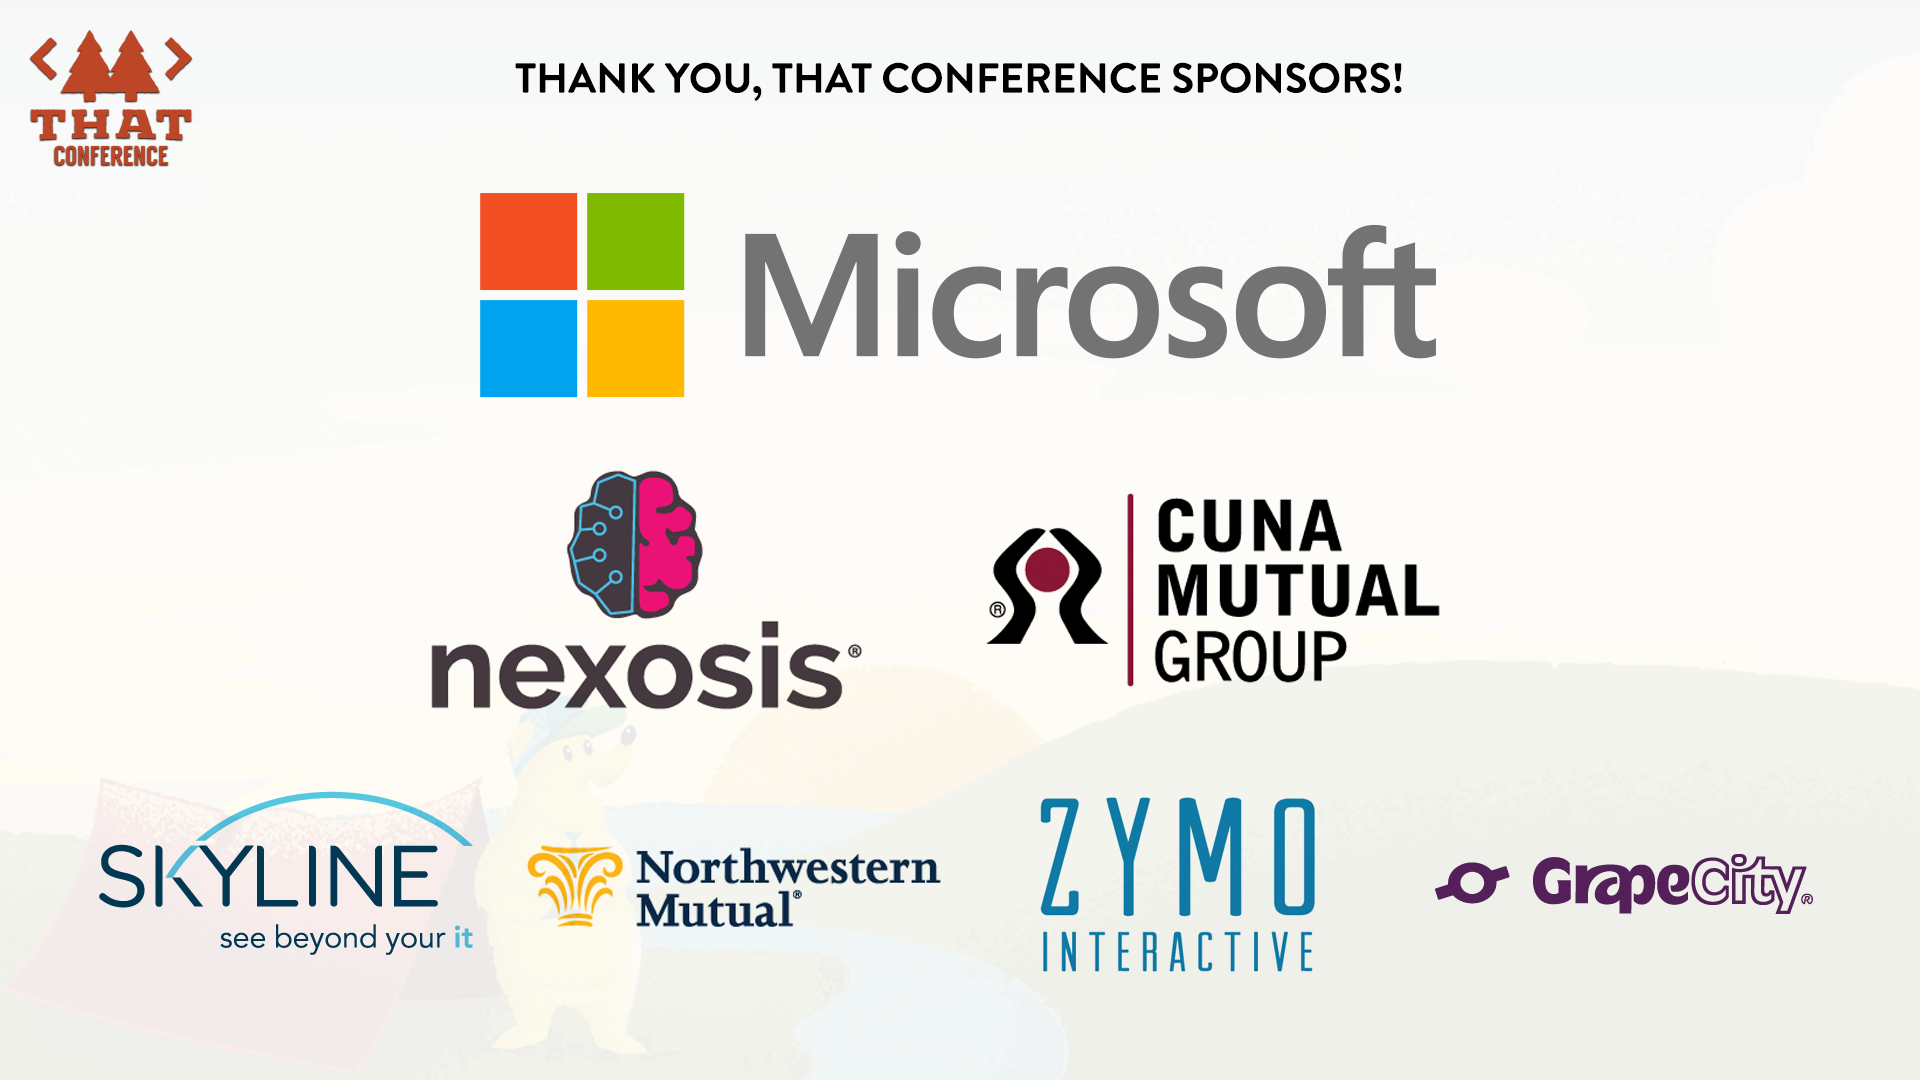 THAT
CONFERENCE
THANK YOU, THAT CONFERENCE SPONSORS!
Microsoft
nexosis®
CUNA
MUTUAL
GROUP
®
SKYLINE
see beyond your it
Northwestern
Mutual®
ZYMO
INTERACTIVE
GrapeCity®